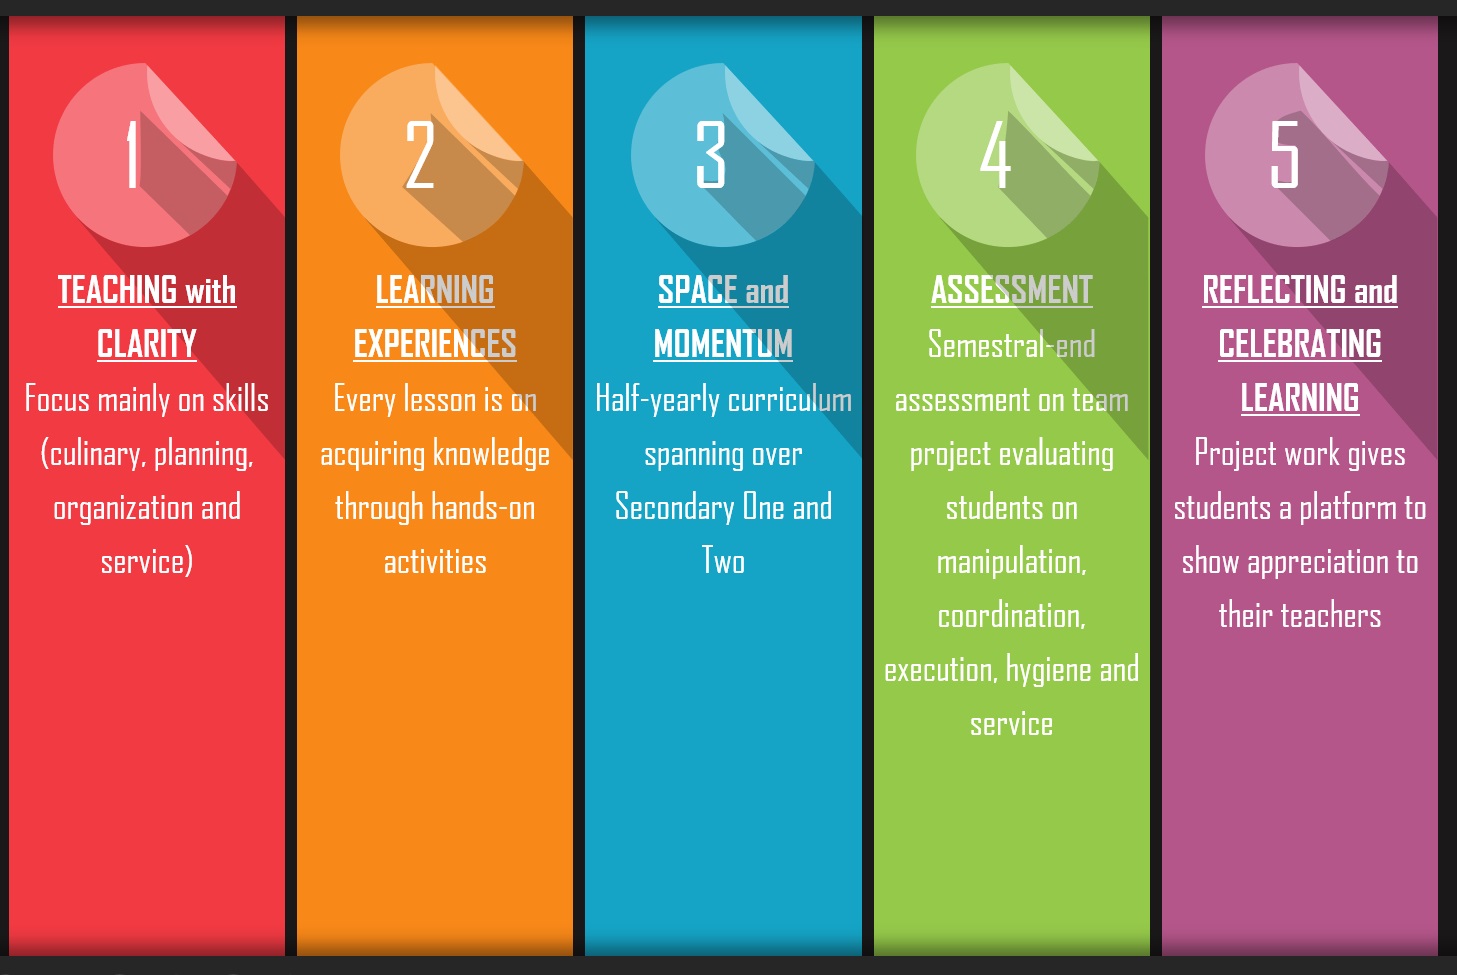 1
TEACHING with
CLARITY
Focus mainly on skills
(culinary, planning,
organization and
service)
2
LEARNING
EXPERIENCES
Every lesson is on
acquiring knowledge
through hands-on
activities
3
SPACE and
MOMENTUM
Half-yearly curriculum
spanning over
Secondary One and
Two
4
ASSESSMENT
Semestral-end
assessment on team
project evaluating
students on
manipulation,
coordination,
execution, hygiene and
service
5
REFLECTING and
CELEBRATING
LEARNING
Project work gives
students a platform to
show appreciation to
their teachers